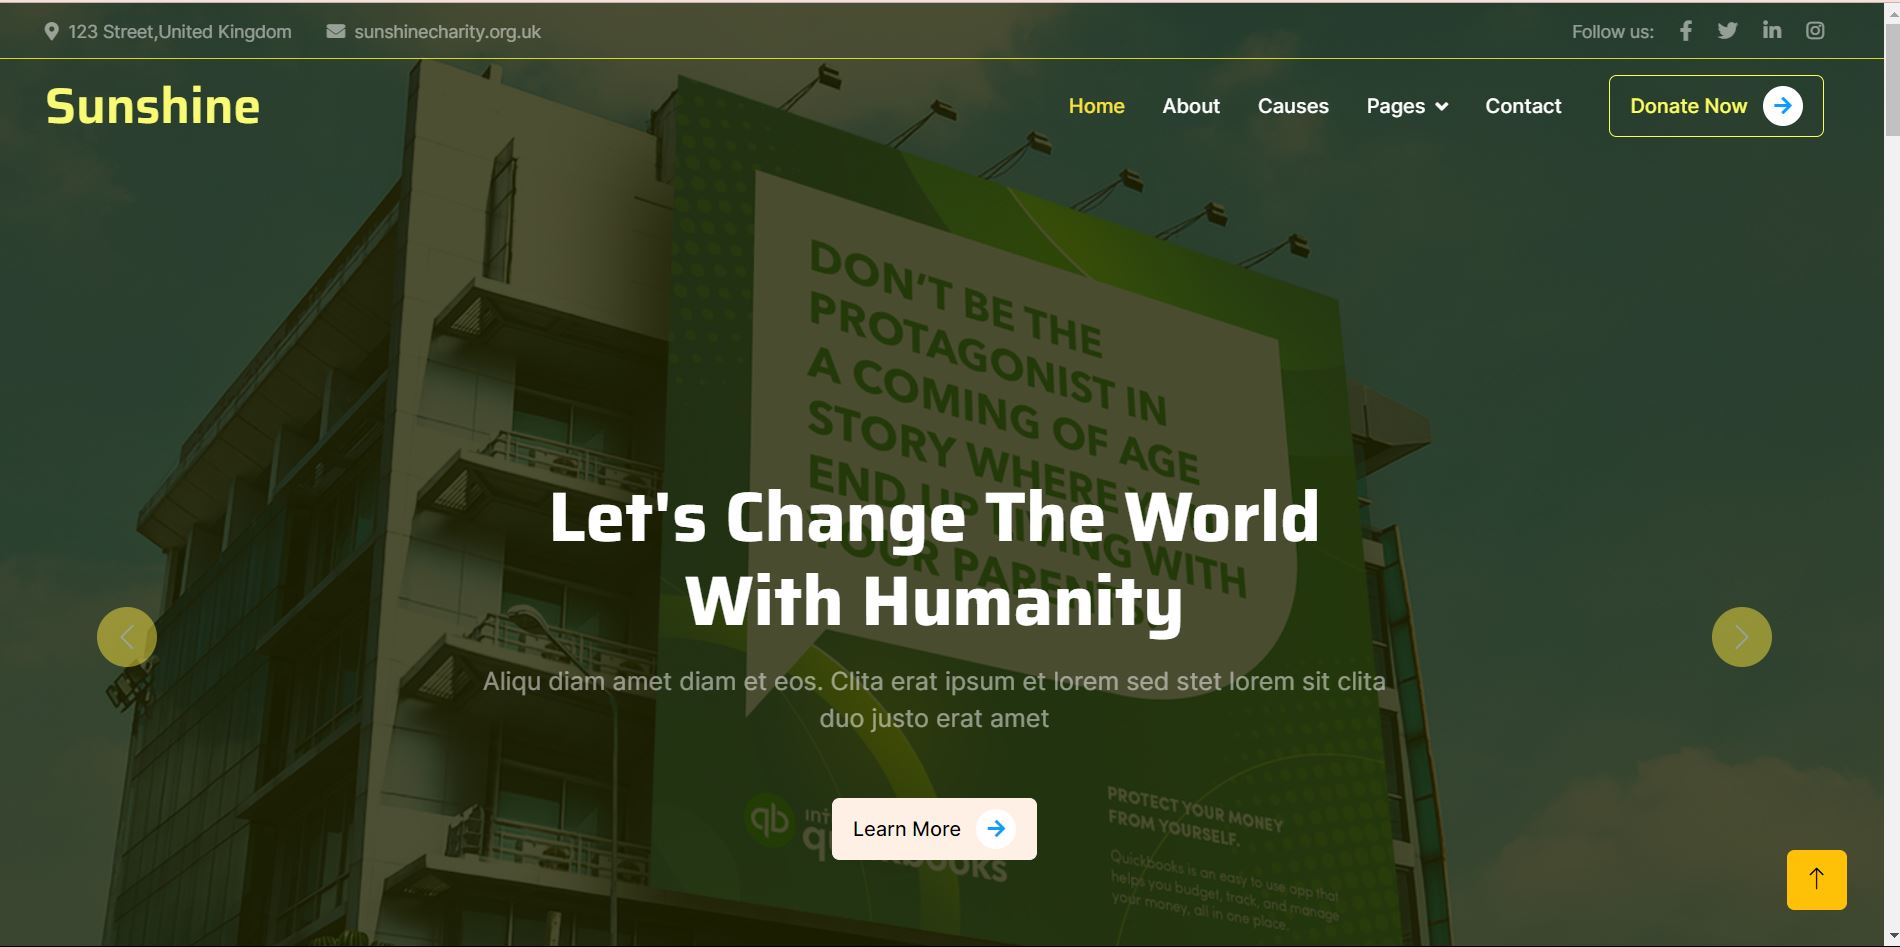 123 Street,United Kingdom
sunshinecharity.org.uk
Follow us:
Sunshine
Home
About
Causes
Pages
Contact
Donate Now
DON'T BE THE
PROTAGONIST IN
A COMING OF AGE
STORY WHERE
END UP LIVING WITH
YOUR PARENTS.
Let's Change The World
With Humanity
Aliqu diam amet diam et eos. Clita erat ipsum et lorem sed stet lorem sit clita
duo justo erat amet
qb
Learn More
PROTECT YOUR MONEY
FROM YOURSELF.
Quickbooks is an easy to use app that
helps you budget, track, and manage
your money, all in one place.